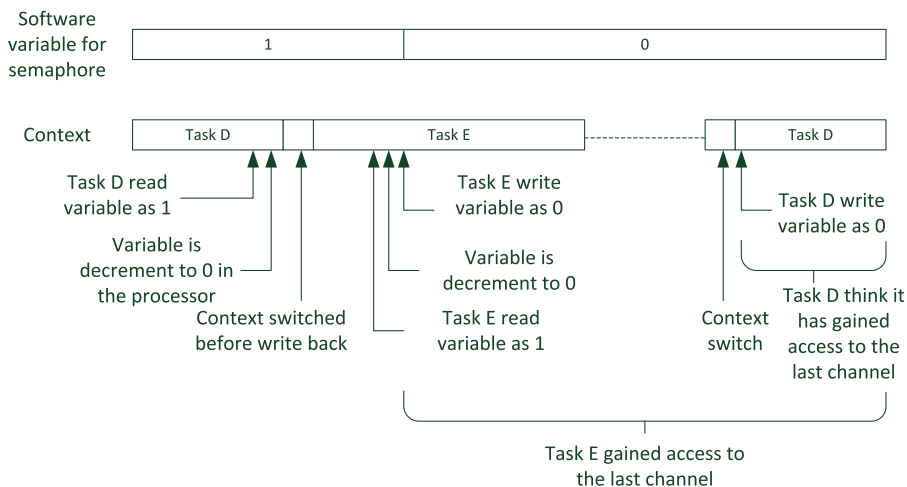 Software
variable for
semaphore
1
0
Context
Task D
Task E
Task D
Task D read
variable as 1
Variable is
decrement to 0 in
the processor
Context switched
before write back
Task E write
variable as 0
Variable is
decrement to 0
Task E read
variable as 1
Context
switch
Task D write
variable as 0
Task D think it
has gained
access to the
last channel
Task E gained access to
the last channel